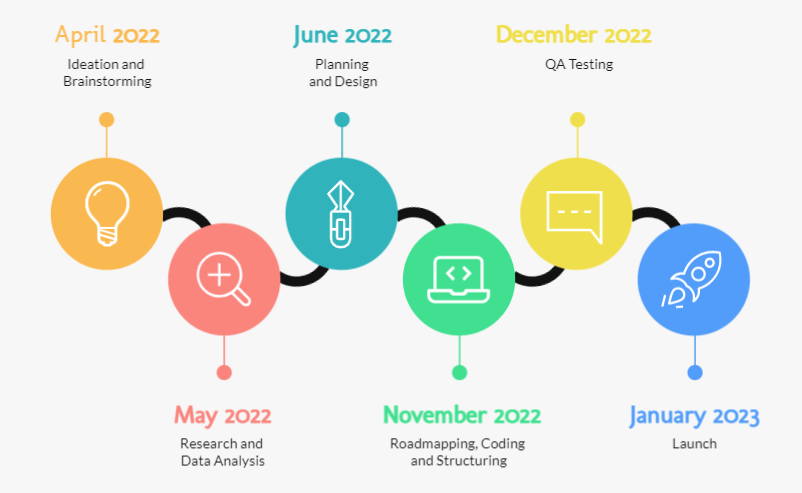 April 2022
Ideation and
Brainstorming
June 2022
Planning
and Design
December 2022
QA Testing
May 2022
Research and
Data Analysis
November 2022
Roadmapping, Coding
and Structuring
January 2023
Launch